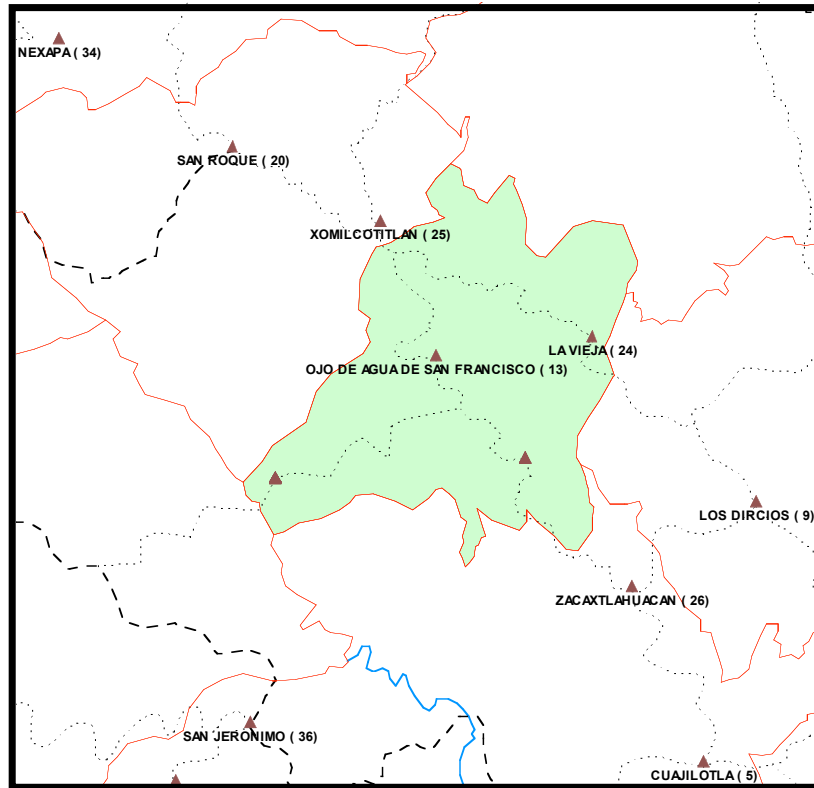 NEXAPA ( 34)
SAN ROQUE ( 20)
XOMILCOTITLAN ( 25)
LA VIEJA ( 24)
OJO DE AGUA DE SAN FRANCISCO ( 13)
LOS DIRCIOS ( 9)
ZACAXTLAHUACAN ( 26)
SAN JERONIMO ( 36)
CUAJILOTLA ( 5)